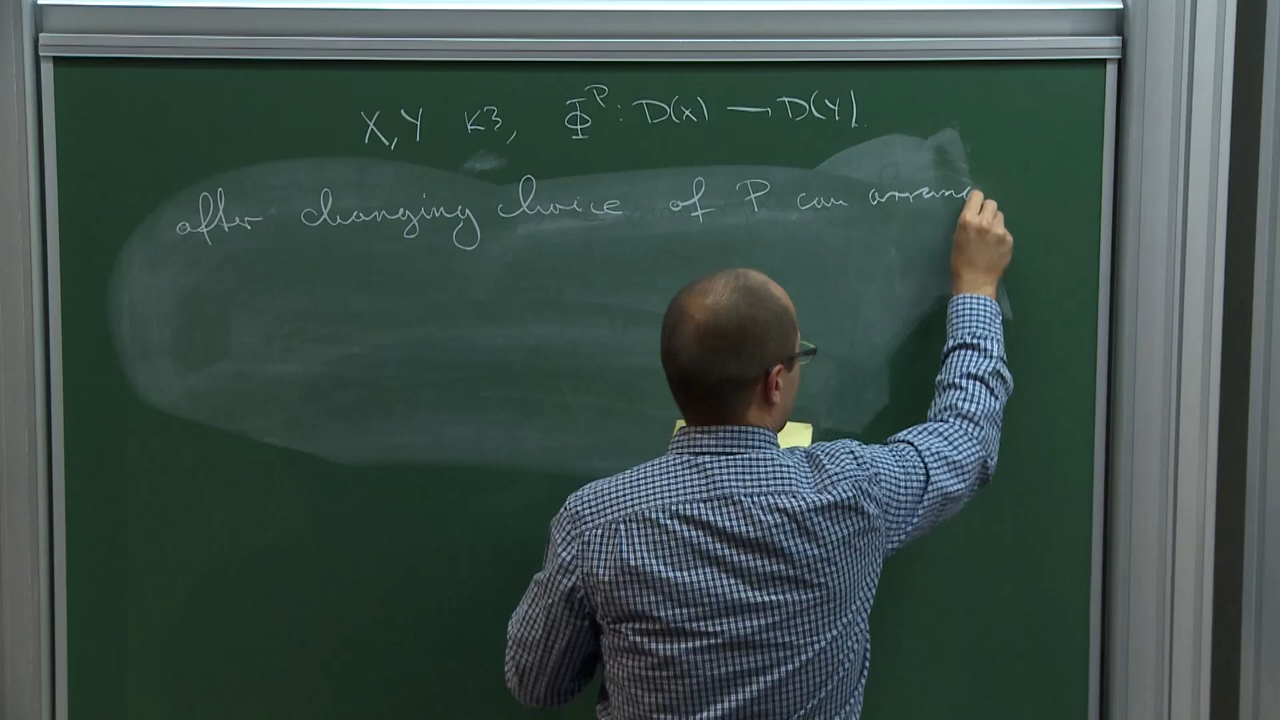 X, Y K3, Φ^P : D(X) → D(Y).
after changing choice of P can arrang